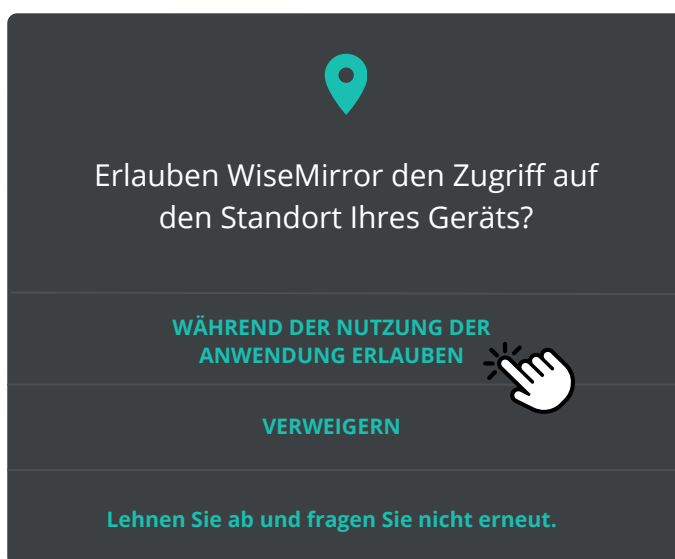 Erlauben WiseMirror den Zugriff auf
den Standort Ihres Geräts?
WÄHREND DER NUTZUNG DER
ANWENDUNG ERLAUBEN
VERWEIGERN
Lehnen Sie ab und fragen Sie nicht erneut.